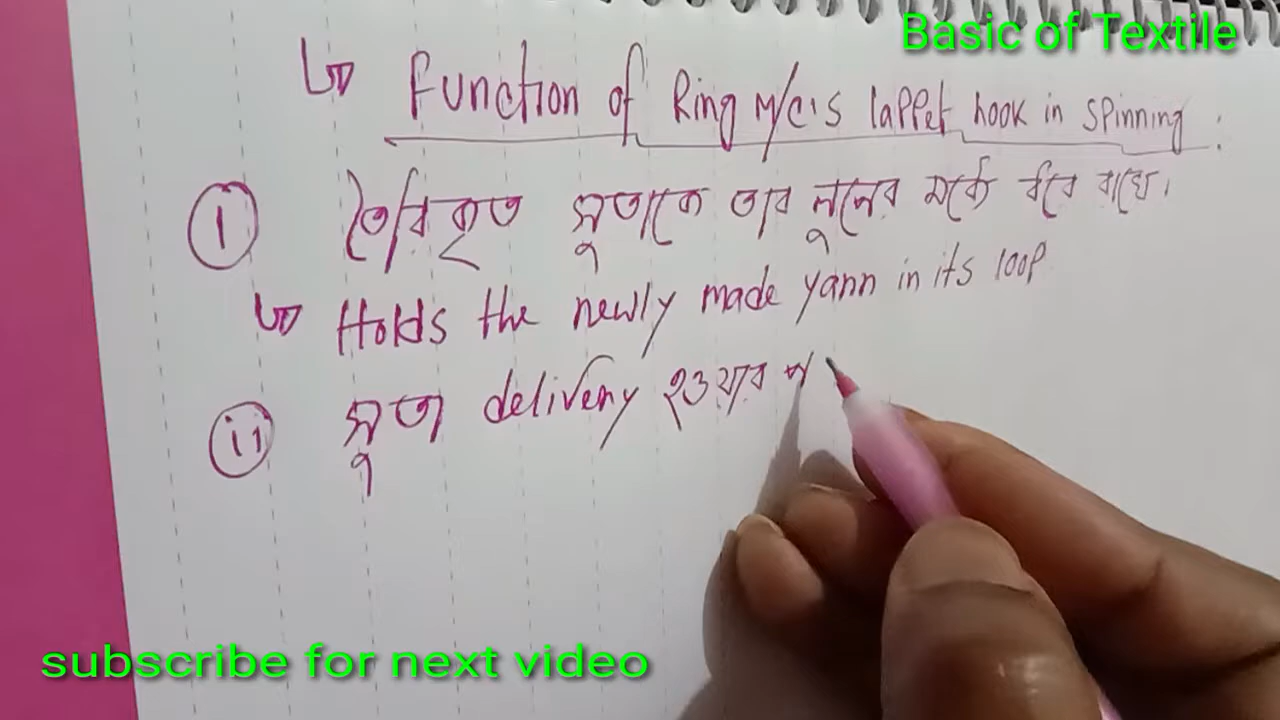 Basic of Textile
Function of Ring M/C's lappet hook in spinning :
i তৈরিকৃত সুতাকে তার লুপের মধ্যে ধরে রাখে।
Holds the newly made yarn in its loop
ii সুতা delivery হওয়ার প
subscribe for next video